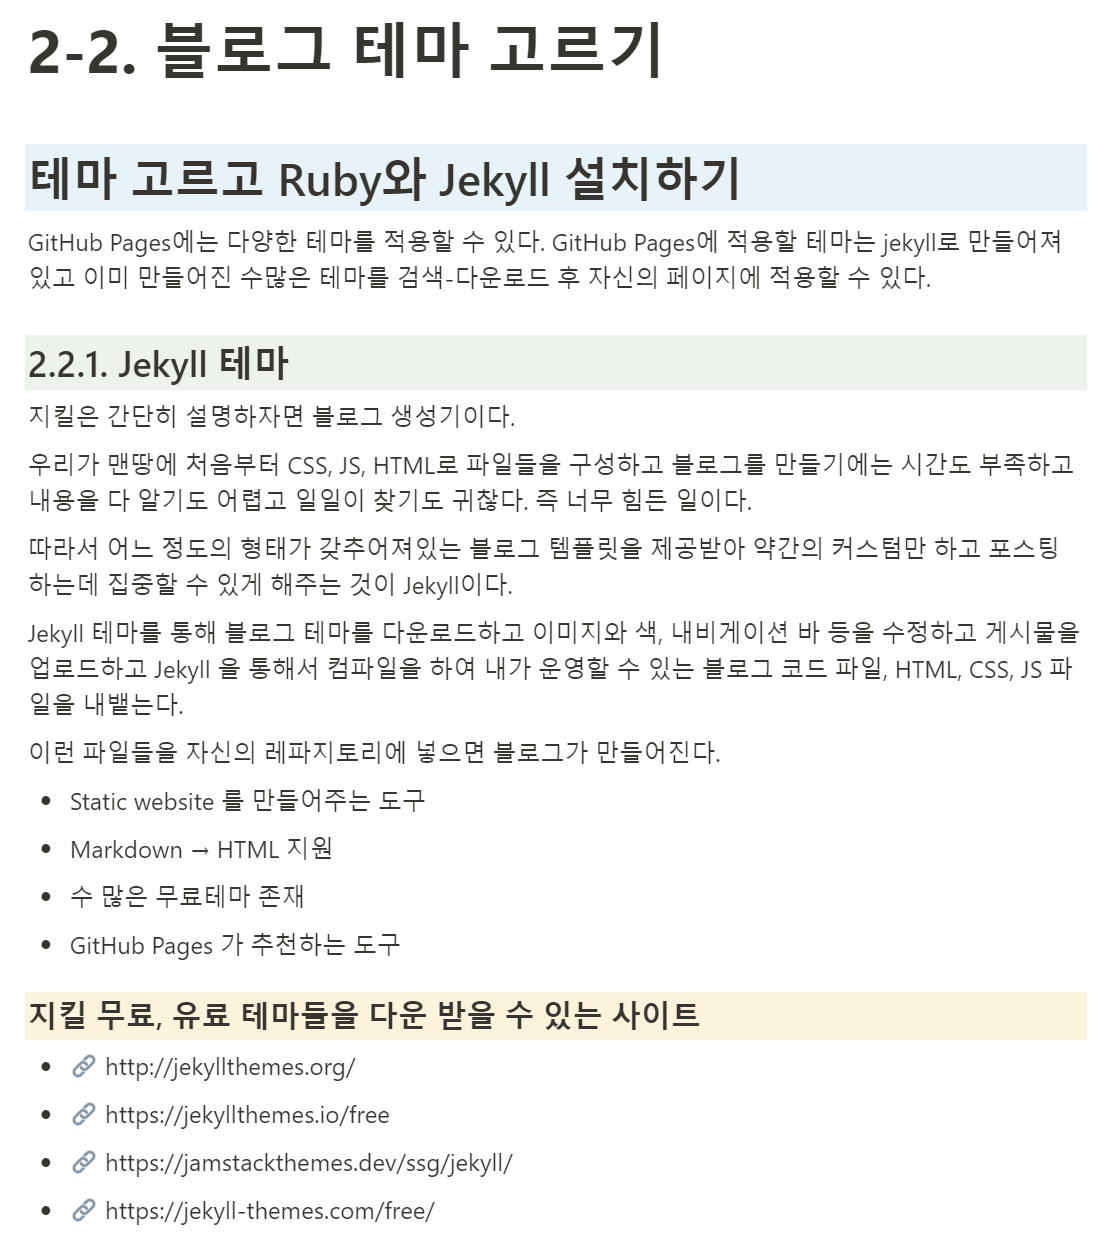 2-2. 블로그 테마 고르기
테마 고르고 Ruby와 Jekyll 설치하기
GitHub Pages에는 다양한 테마를 적용할 수 있다. GitHub Pages에 적용할 테마는 jekyll로 만들어져
있고 이미 만들어진 수많은 테마를 검색-다운로드 후 자신의 페이지에 적용할 수 있다.
2.2.1. Jekyll 테마
지킬은 간단히 설명하자면 블로그 생성기이다.
우리가 맨땅에 처음부터 CSS, JS, HTML로 파일들을 구성하고 블로그를 만들기에는 시간도 부족하고
내용을 다 알기도 어렵고 일일이 찾기도 귀찮다. 즉 너무 힘든 일이다.
따라서 어느 정도의 형태가 갖추어져있는 블로그 템플릿을 제공받아 약간의 커스텀만 하고 포스팅
하는데 집중할 수 있게 해주는 것이 Jekyll이다.
Jekyll 테마를 통해 블로그 테마를 다운로드하고 이미지와 색, 내비게이션 바 등을 수정하고 게시물을
업로드하고 Jekyll 을 통해서 컴파일을 하여 내가 운영할 수 있는 블로그 코드 파일, HTML, CSS, JS 파
일을 내뱉는다.
이런 파일들을 자신의 레파지토리에 넣으면 블로그가 만들어진다.
• Static website 를 만들어주는 도구
• Markdown → HTML 지원
• 수 많은 무료테마 존재
• GitHub Pages 가 추천하는 도구
지킬 무료, 유료 테마들을 다운 받을 수 있는 사이트
• 🔗 http://jekyllthemes.org/
• 🔗 https://jekyllthemes.io/free
• 🔗 https://jamstackthemes.dev/ssg/jekyll/
• 🔗 https://jekyll-themes.com/free/